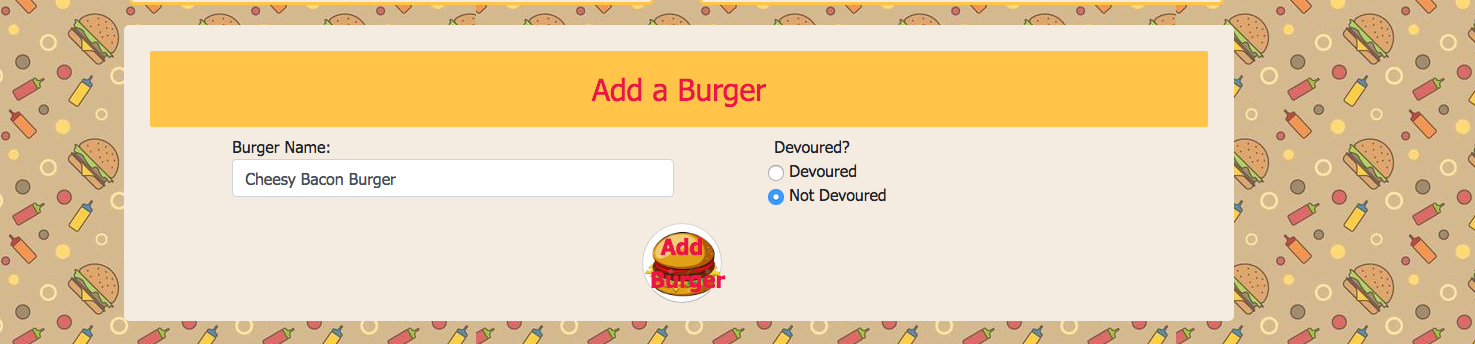 Add a Burger
Burger Name:
Cheesy Bacon Burger
Devoured?
Devoured
Not Devoured
Add
Burger